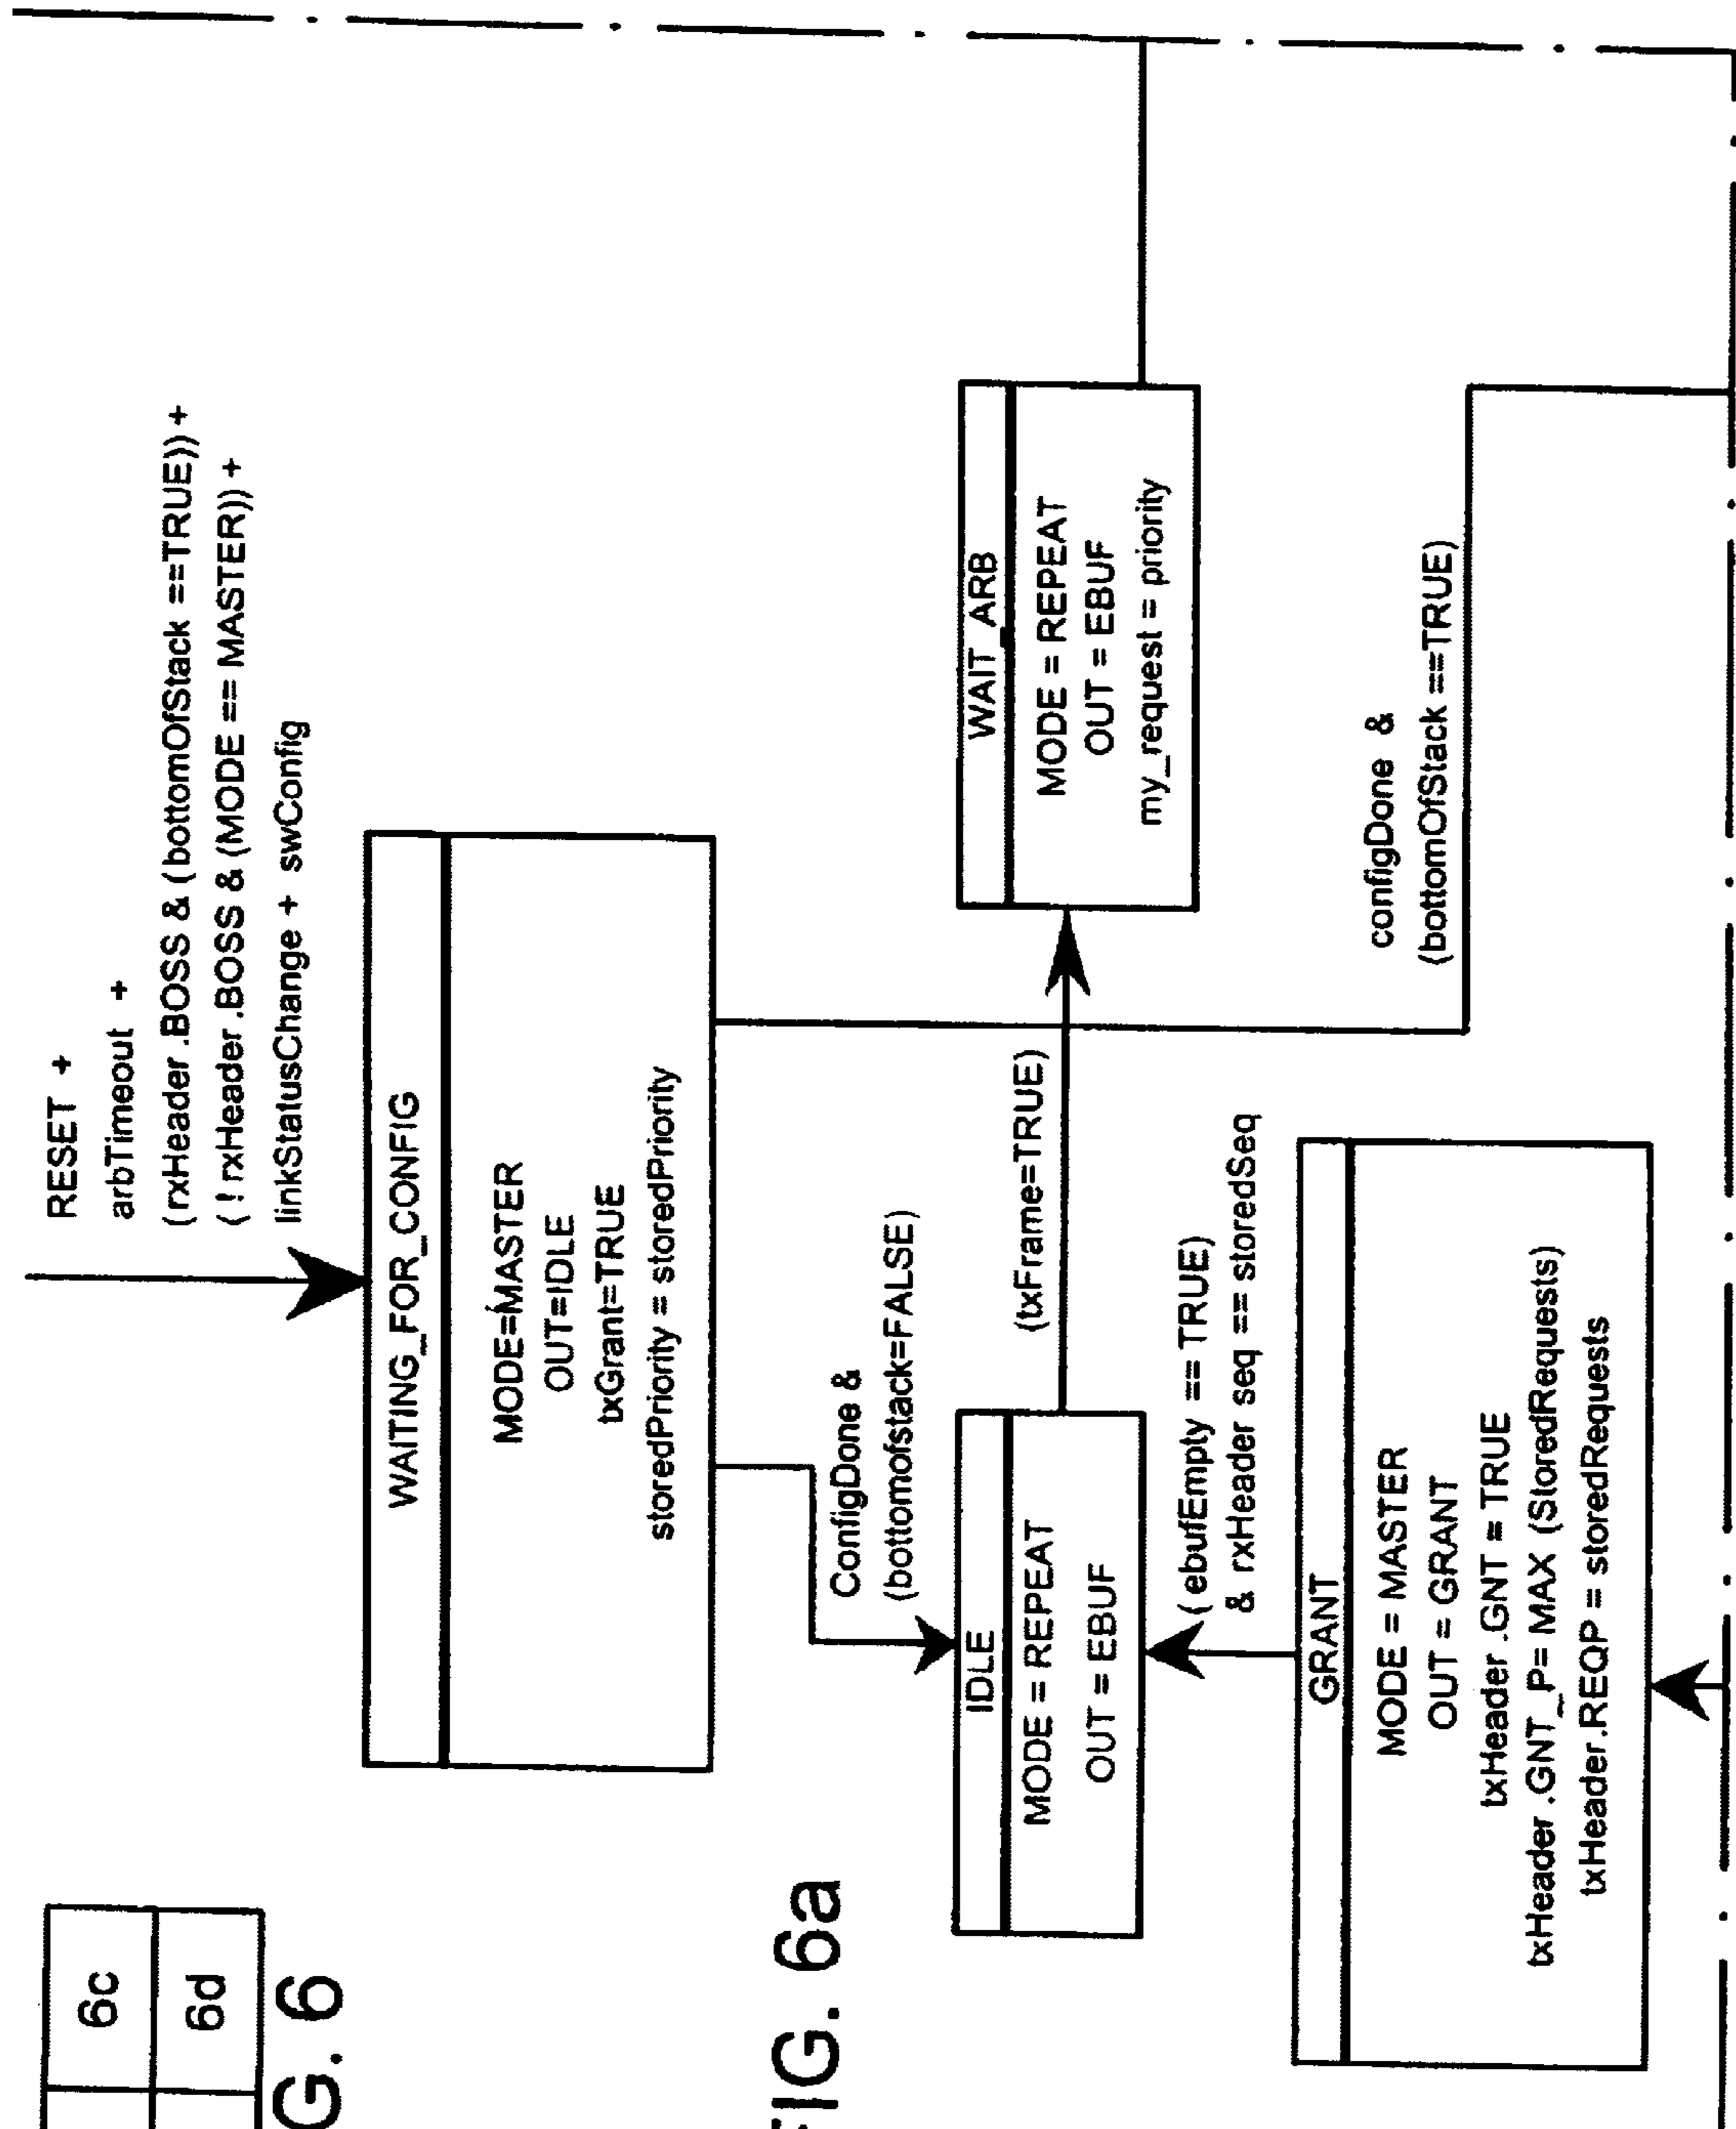 6c
6d
G. 6
FIG. 6a
RESET +
arbTimeout +
(rxHeader .BOSS & (bottomOfStack ==TRUE)) +
( ! rxHeader .BOSS & (MODE == MASTER)) +
linkStatusChange + swConfig
WAITING_FOR_CONFIG
MODE=MASTER
OUT=IDLE
txGrant=TRUE
storedPriority = storedPriority
ConfigDone &
(bottomofstack=FALSE)
IDLE
MODE = REPEAT
OUT = EBUF
(txFrame=TRUE)
WAIT_ARB
MODE = REPEAT
OUT = EBUF
my_request = priority
( ebufEmpty == TRUE)
& rxHeader seq == storedSeq
configDone &
(bottomOfStack ==TRUE)
GRANT
MODE = MASTER
OUT = GRANT
txHeader .GNT = TRUE
txHeader .GNT_P= MAX (StoredRequests)
txHeader.REQP = storedRequests